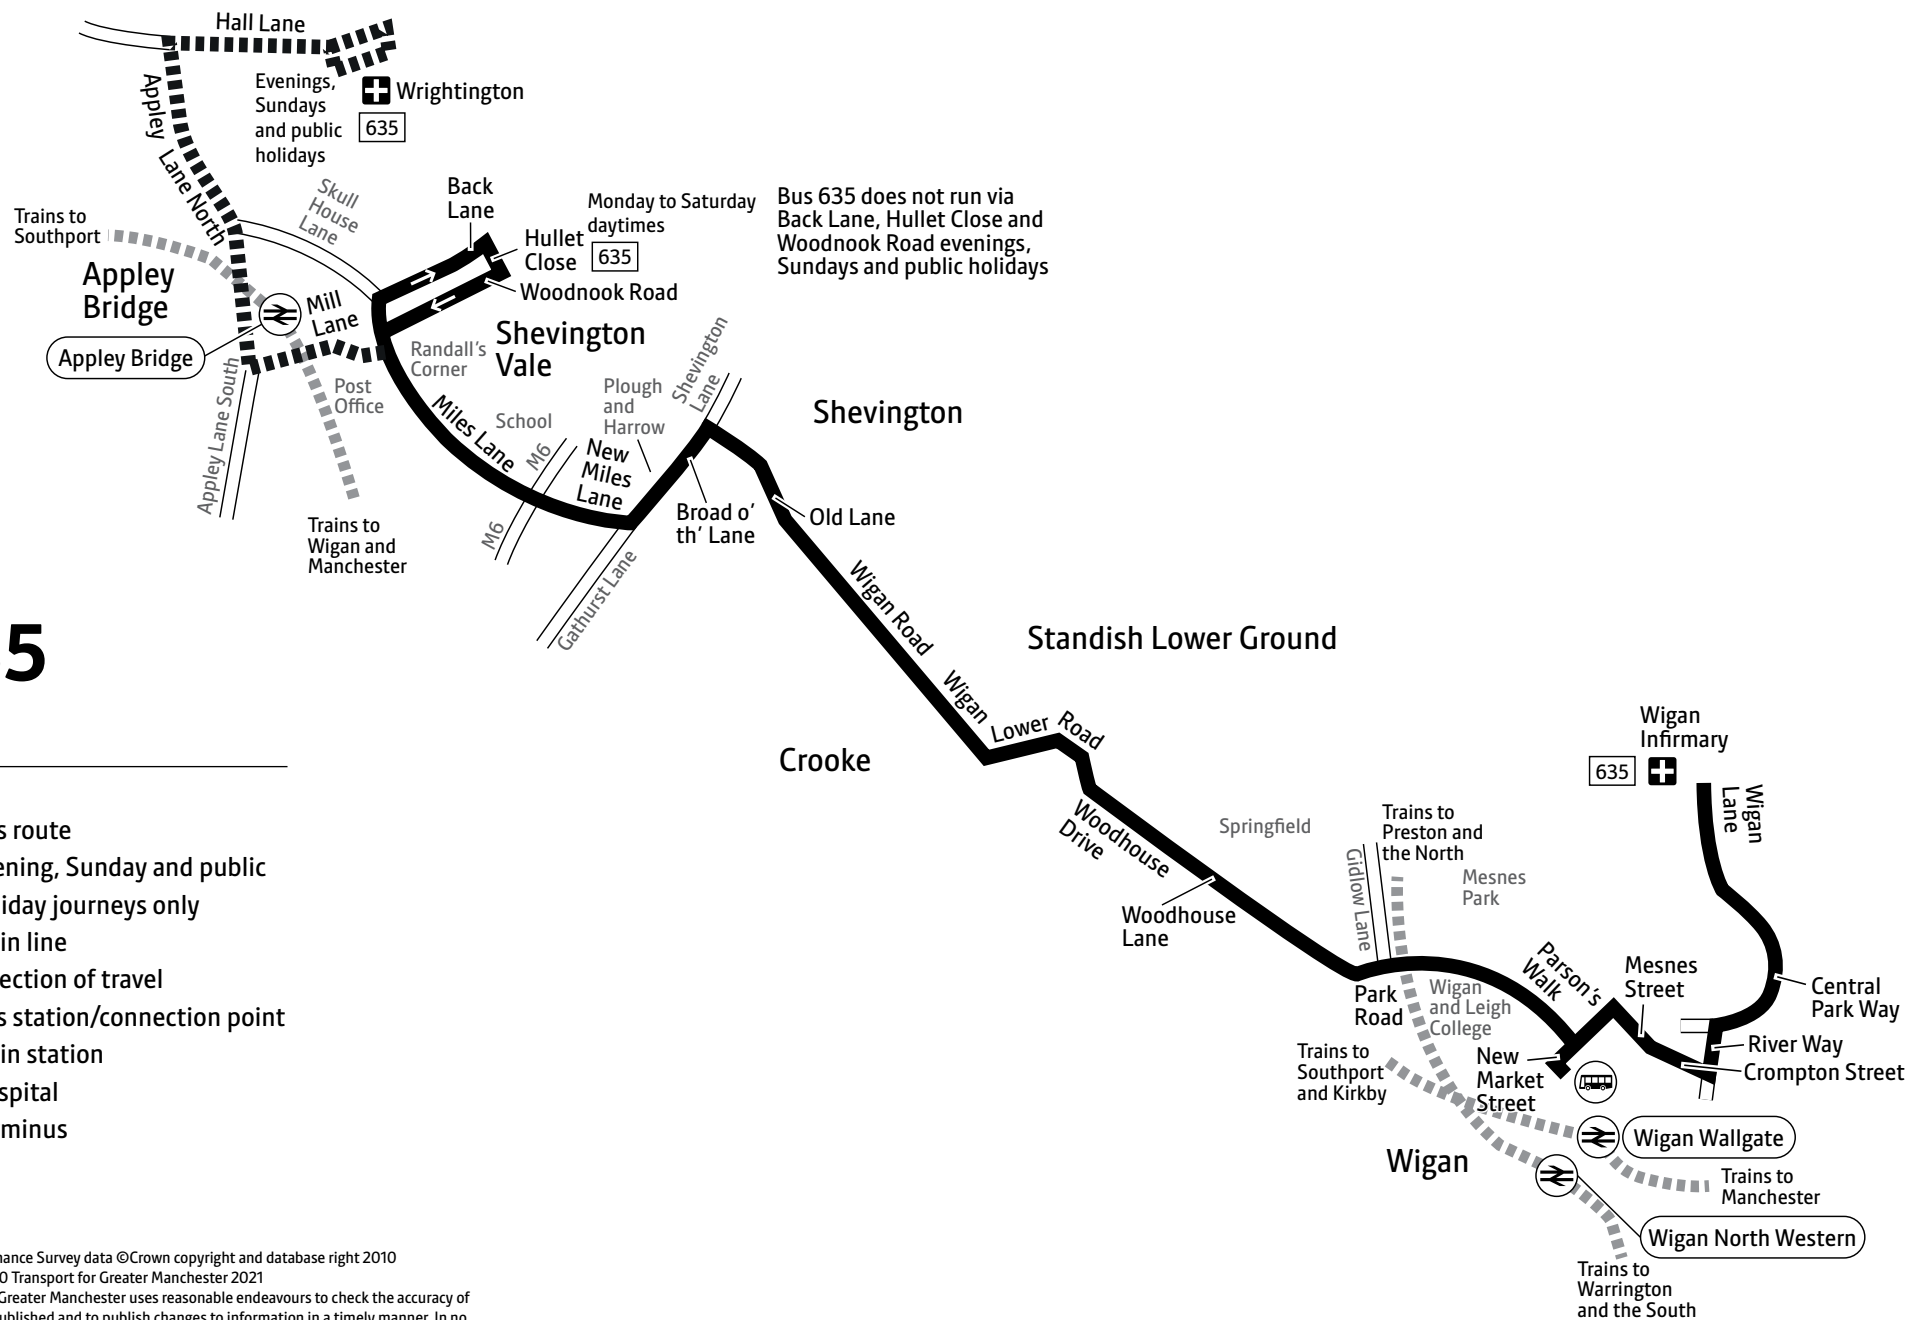 Hall Lane
Appley
Lane North
Evenings,
Sundays
and public
holidays
Wrightington
635
Skull
House
Lane
Back
Lane
Monday to Saturday
daytimes
Hullet
Close
635
Woodnook Road
Bus 635 does not run via
Back Lane, Hullet Close and
Woodnook Road evenings,
Sundays and public holidays
Trains to
Southport
Appley
Bridge
Mill
Lane
Appley Bridge
Appley Lane South
Randall's
Corner
Shevington
Vale
Post
Office
Miles Lane
School
M6
M6
Plough
and
Harrow
Shevington
Lane
New
Miles
Lane
Shevington
Broad o'
th' Lane
Old Lane
Gathurst Lane
Trains to
Wigan and
Manchester
Wigan Road
5
Standish Lower Ground
Wigan
Lower
Road
Crooke
Woodhouse
Drive
Woodhouse
Lane
Springfield
Gidlow Lane
Trains to
Preston and
the North
Mesnes
Park
Wigan
Infirmary
635
Wigan
Lane
Park
Road
Wigan
and Leigh
College
Parson's
Walk
Mesnes
Street
Central
Park Way
River Way
Crompton Street
New
Market
Street
Trains to
Southport
and Kirkby
Wigan
Wigan Wallgate
Trains to
Manchester
Wigan North Western
Trains to
Warrington
and the South
s route
ening, Sunday and public
liday journeys only
in line
ection of travel
s station/connection point
in station
spital
minus
nance Survey data ©Crown copyright and database right 2010
0 Transport for Greater Manchester 2021
Greater Manchester uses reasonable endeavours to check the accuracy of
ublished and to publish changes to information in a timely manner. In no